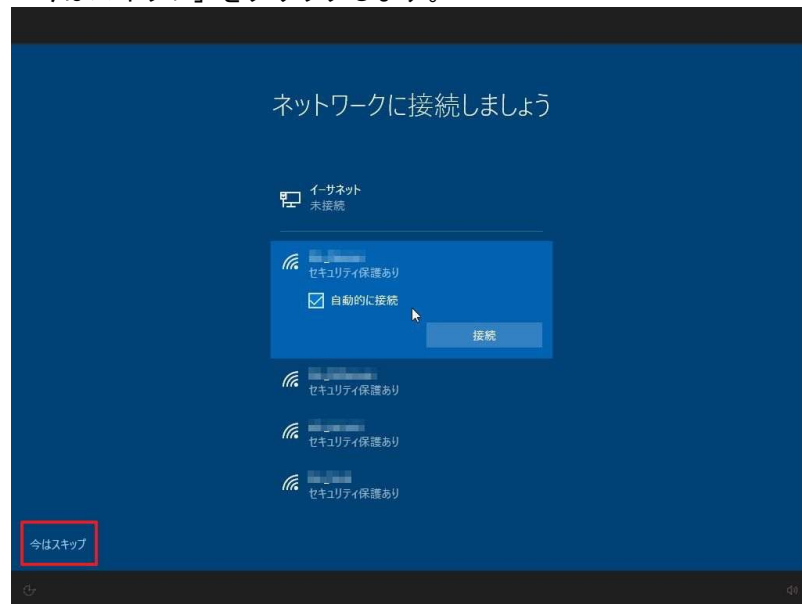 」をクリックします。
ネットワークに接続しましょう
イーサネット
未接続
セキュリティ保護あり
自動的に接続
接続
セキュリティ保護あり
セキュリティ保護あり
セキュリティ保護あり
今はスキップ